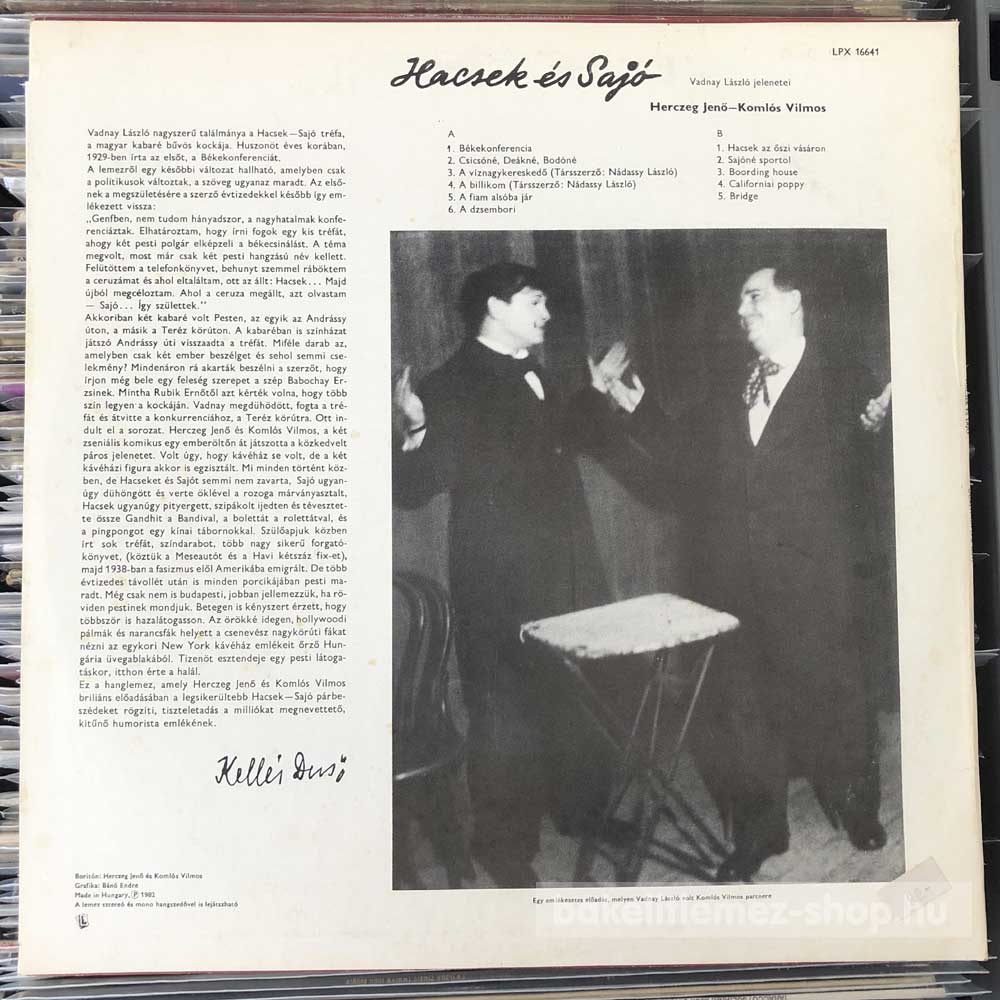 LPX 16641
Hacsek és Sajó
Vadnay László jelenetei
Herczeg Jenő—Komlós Vilmos
Vadnay László nagyszerű találmánya a Hacsek—Sajó tréfa,
a magyar kabaré bűvös kockája. Huszonöt éves korában,
1929-ben írta az elsőt, a Békekonferenciát.
A lemezről egy későbbi változat hallható, amelyben csak
a politikusok változtak, a szöveg ugyanaz maradt. Az első-
nek a megszületésére a szerző évtizedekkel később így em-
lékezett vissza:
„Genfben, nem tudom hányadszor, a nagyhatalmak konfe-
renciáztak. Elhatároztam, hogy írni fogok egy kis tréfát,
ahogy két pesti polgár elképzeli a békecsinálást. A téma
megvolt, most már csak két pesti hangzású név kellett.
Felütöttem a telefonkönyvet, behunyt szemmel ráböktem
a ceruzámat és ahol eltaláltam, ott az állt: Hacsek... Majd
újból megcéloztam. Ahol a ceruza megállt, azt olvastam
— Sajó... Így születtek."
Akkoriban két kabaré volt Pesten, az egyik az Andrássy
úton, a másik a Teréz körúton. A kabaréban is színházat
játszó Andrássy úti visszaadta a tréfát. Miféle darab az,
amelyben csak két ember beszélget és sehol semmi cse-
lekmény? Mindenáron rá akarták beszélni a szerzőt, hogy
írjon még bele egy feleség szerepet a szép Babochay Er-
zsinek. Mintha Rubik Ernőtől azt kérték volna, hogy több
szín legyen a kockáján. Vadnay megdühödött, fogta a tré-
fát és átvitte a konkurrenciához, a Teréz körútra. Ott in-
dult el a sorozat. Herczeg Jenő és Komlós Vilmos, a két
zseniális komikus egy emberöltőn át játszotta a közkedvelt
páros jelenetet. Volt úgy, hogy kávéház se volt, de a két
kávéházi figura akkor is egzisztált. Mi minden történt köz-
ben, de Hacseket és Sajót semmi nem zavarta, Sajó ugyan-
úgy dühöngött és verte öklével a rozoga márványasztalt,
Hacsek ugyanúgy pityergett, szipákolt ijedten és tévesztet-
te össze Gandhit a Bandival, a bolettát a rolettával, és
a pingpongot egy kínai tábornokkal. Szülőapjuk közben
írt sok tréfát, színdarabot, több nagy sikerű forgató-
könyvet, (köztük a Meseautót és a Havi kétszáz fix-et),
majd 1938-ban a fasizmus elől Amerikába emigrált. De több
évtizedes távollét után is minden porcikájában pesti ma-
radt. Még csak nem is budapesti, jobban jellemezzük, ha rö-
viden pestinek mondjuk. Betegen is kényszert érzett, hogy
többször is hazalátogasson. Az örökké idegen, hollywoodi
pálmák és narancsfák helyett a csenevész nagykörúti fákat
nézni az egykori New York kávéház emlékeit őrző Hun-
gária üvegablakából. Tizenöt esztendeje egy pesti látoga-
táskor, itthon érte a halál.
Ez a hanglemez, amely Herczeg Jenő és Komlós Vilmos
briliáns előadásában a legsikerültebb Hacsek—Sajó párbe-
szédeket rögzíti, tiszteletadás a milliókat megnevettető,
kitűnő humorista emlékének.
Kellér Dezső
A
1. Békekonferencia
2. Csicsóné, Deákné, Bodóné
3. A víznagykereskedő (Társszerző: Nádassy László)
4. A billikom (Társszerző: Nádassy László)
5. A fiam alsóba jár
6. A dzsembori
B
1. Hacsek az őszi vásáron
2. Sajóné sportol
3. Boording house
4. Californiai poppy
5. Bridge
Borítón: Herczeg Jenő és Komlós Vilmos
Grafika: Bánó Endre
Made in Hungary, Ⓟ 1982
A lemez sztereó és mono hangszedővel is lejátszható
Egy emlékezetes előadás, melyen Vadnay László volt Komlós Vilmos partnere
bakelitlemez-shop.hu